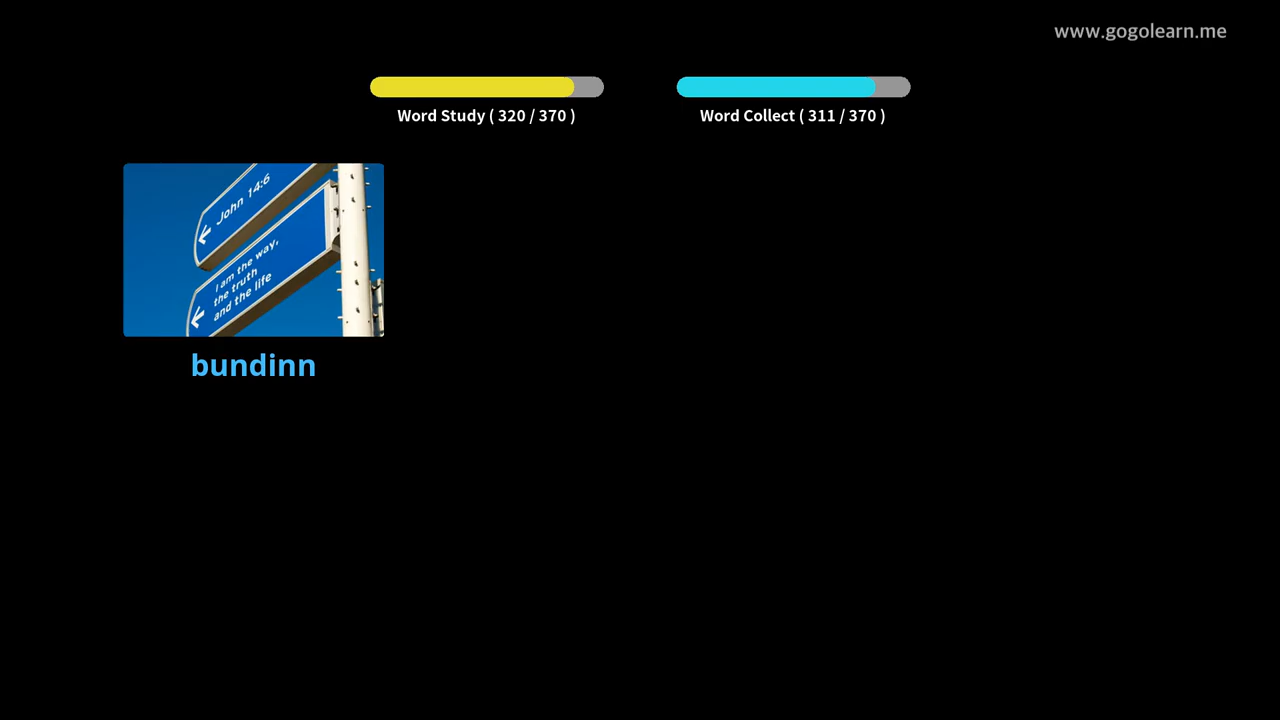 www.gogolearn.me
Word Study ( 320 / 370 )
Word Collect ( 311 / 370 )
John 14:6
I am the way,
the truth
and the life
bundinn